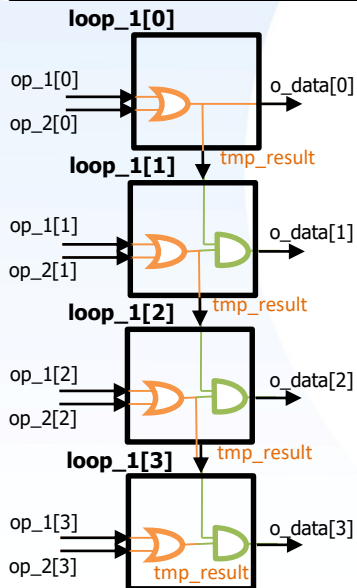 loop_1[0]
op_1[0]
op_2[0]
o_data[0]
tmp_result
loop_1[1]
op_1[1]
op_2[1]
o_data[1]
tmp_result
loop_1[2]
op_1[2]
op_2[2]
o_data[2]
tmp_result
loop_1[3]
op_1[3]
op_2[3]
o_data[3]
tmp_result